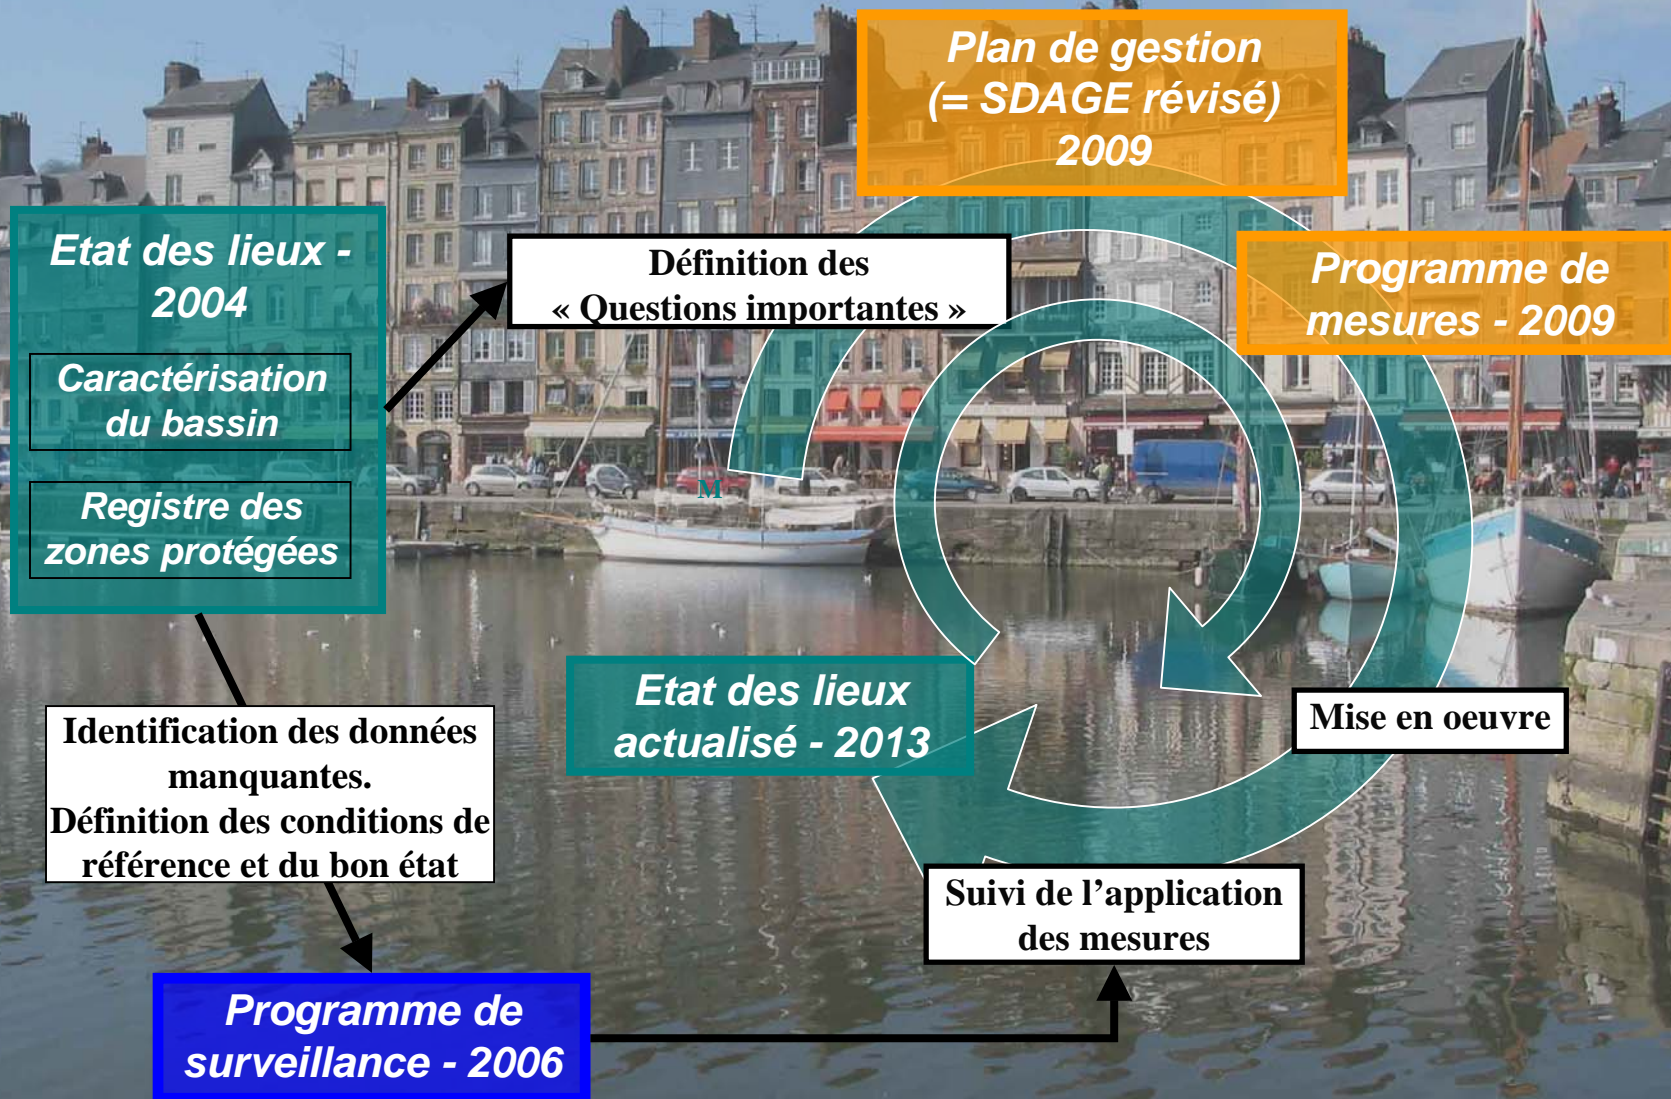 Plan de gestion
(= SDAGE révisé)
2009
Etat des lieux -
2004
Caractérisation
du bassin
Registre des
zones protégées
Définition des
« Questions importantes »
Programme de
mesures - 2009
M
Etat des lieux
actualisé - 2013
Mise en oeuvre
Identification des données
manquantes.
Définition des conditions de
référence et du bon état
Suivi de l’application
des mesures
Programme de
surveillance - 2006